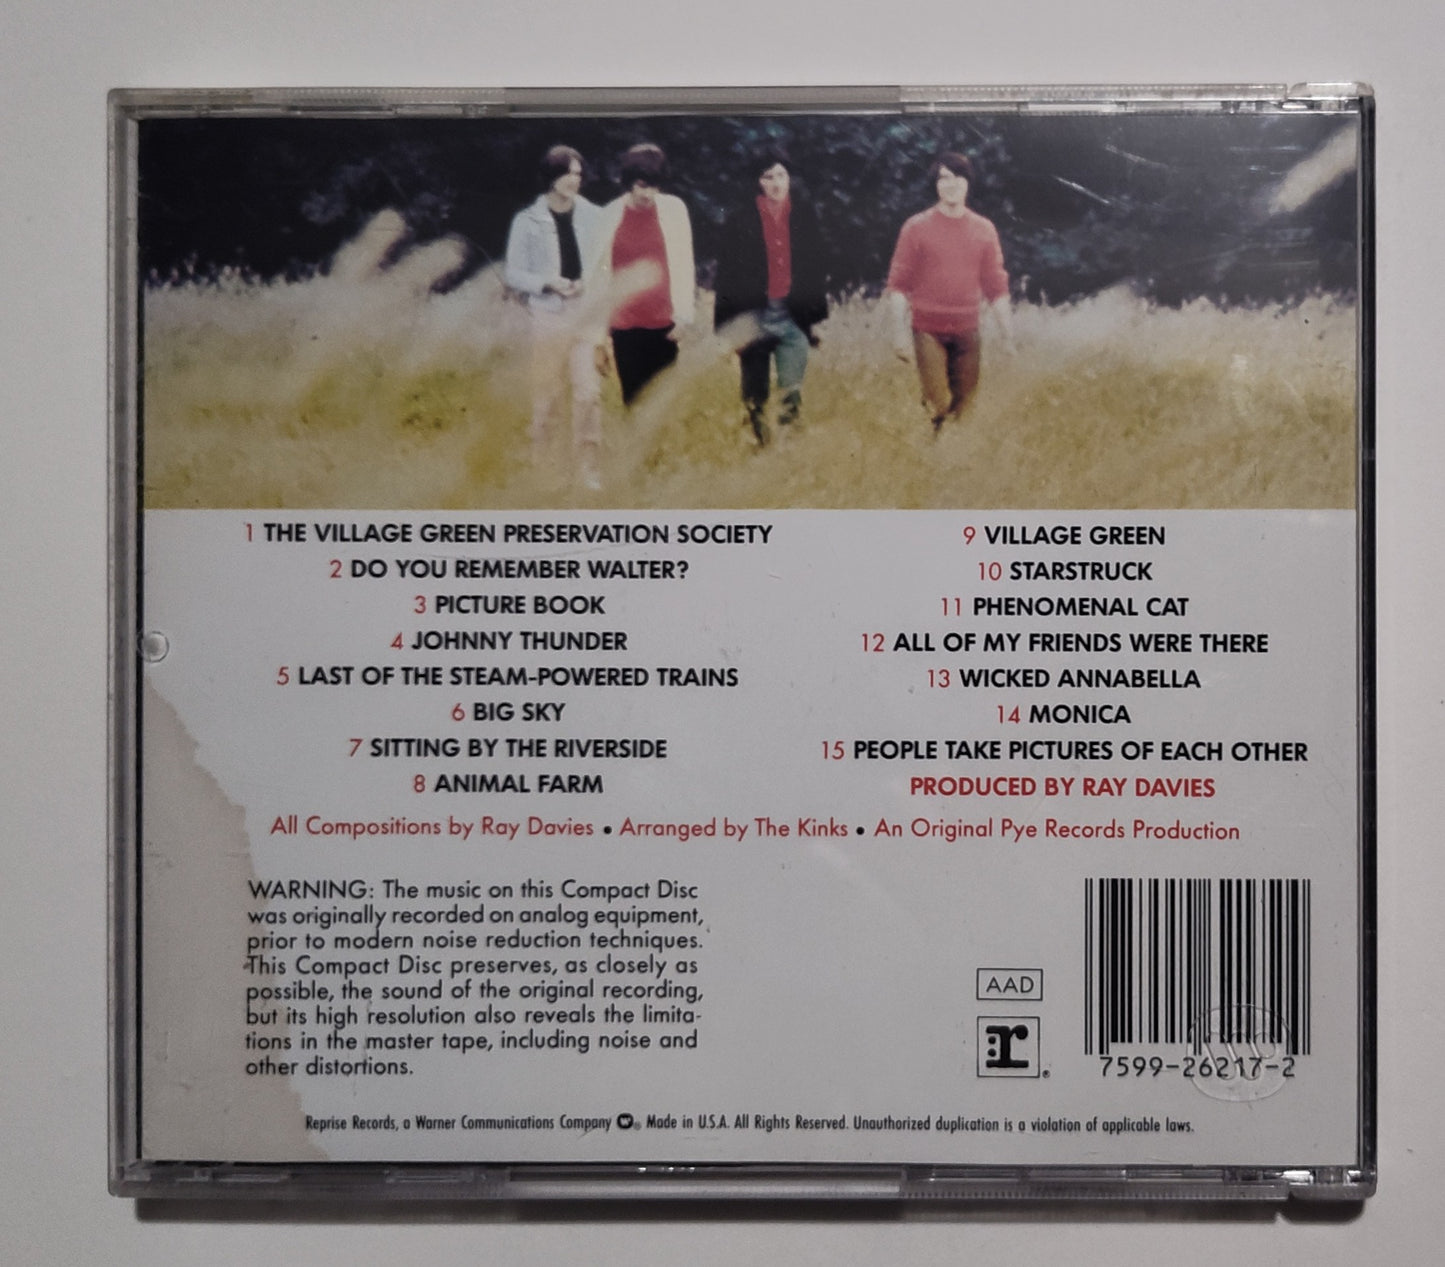 1 THE VILLAGE GREEN PRESERVATION SOCIETY
2 DO YOU REMEMBER WALTER?
3 PICTURE BOOK
4 JOHNNY THUNDER
5 LAST OF THE STEAM-POWERED TRAINS
6 BIG SKY
7 SITTING BY THE RIVERSIDE
8 ANIMAL FARM
9 VILLAGE GREEN
10 STARSTRUCK
11 PHENOMENAL CAT
12 ALL OF MY FRIENDS WERE THERE
13 WICKED ANNABELLA
14 MONICA
15 PEOPLE TAKE PICTURES OF EACH OTHER
PRODUCED BY RAY DAVIES
All Compositions by Ray Davies • Arranged by The Kinks • An Original Pye Records Production
WARNING: The music on this Compact Disc
was originally recorded on analog equipment,
prior to modern noise reduction techniques.
This Compact Disc preserves, as closely as
possible, the sound of the original recording,
but its high resolution also reveals the limita-
tions in the master tape, including noise and
other distortions.
AAD
r®
7599-26217-2
Reprise Records, a Warner Communications Company W® Made in U.S.A. All Rights Reserved. Unauthorized duplication is a violation of applicable laws.